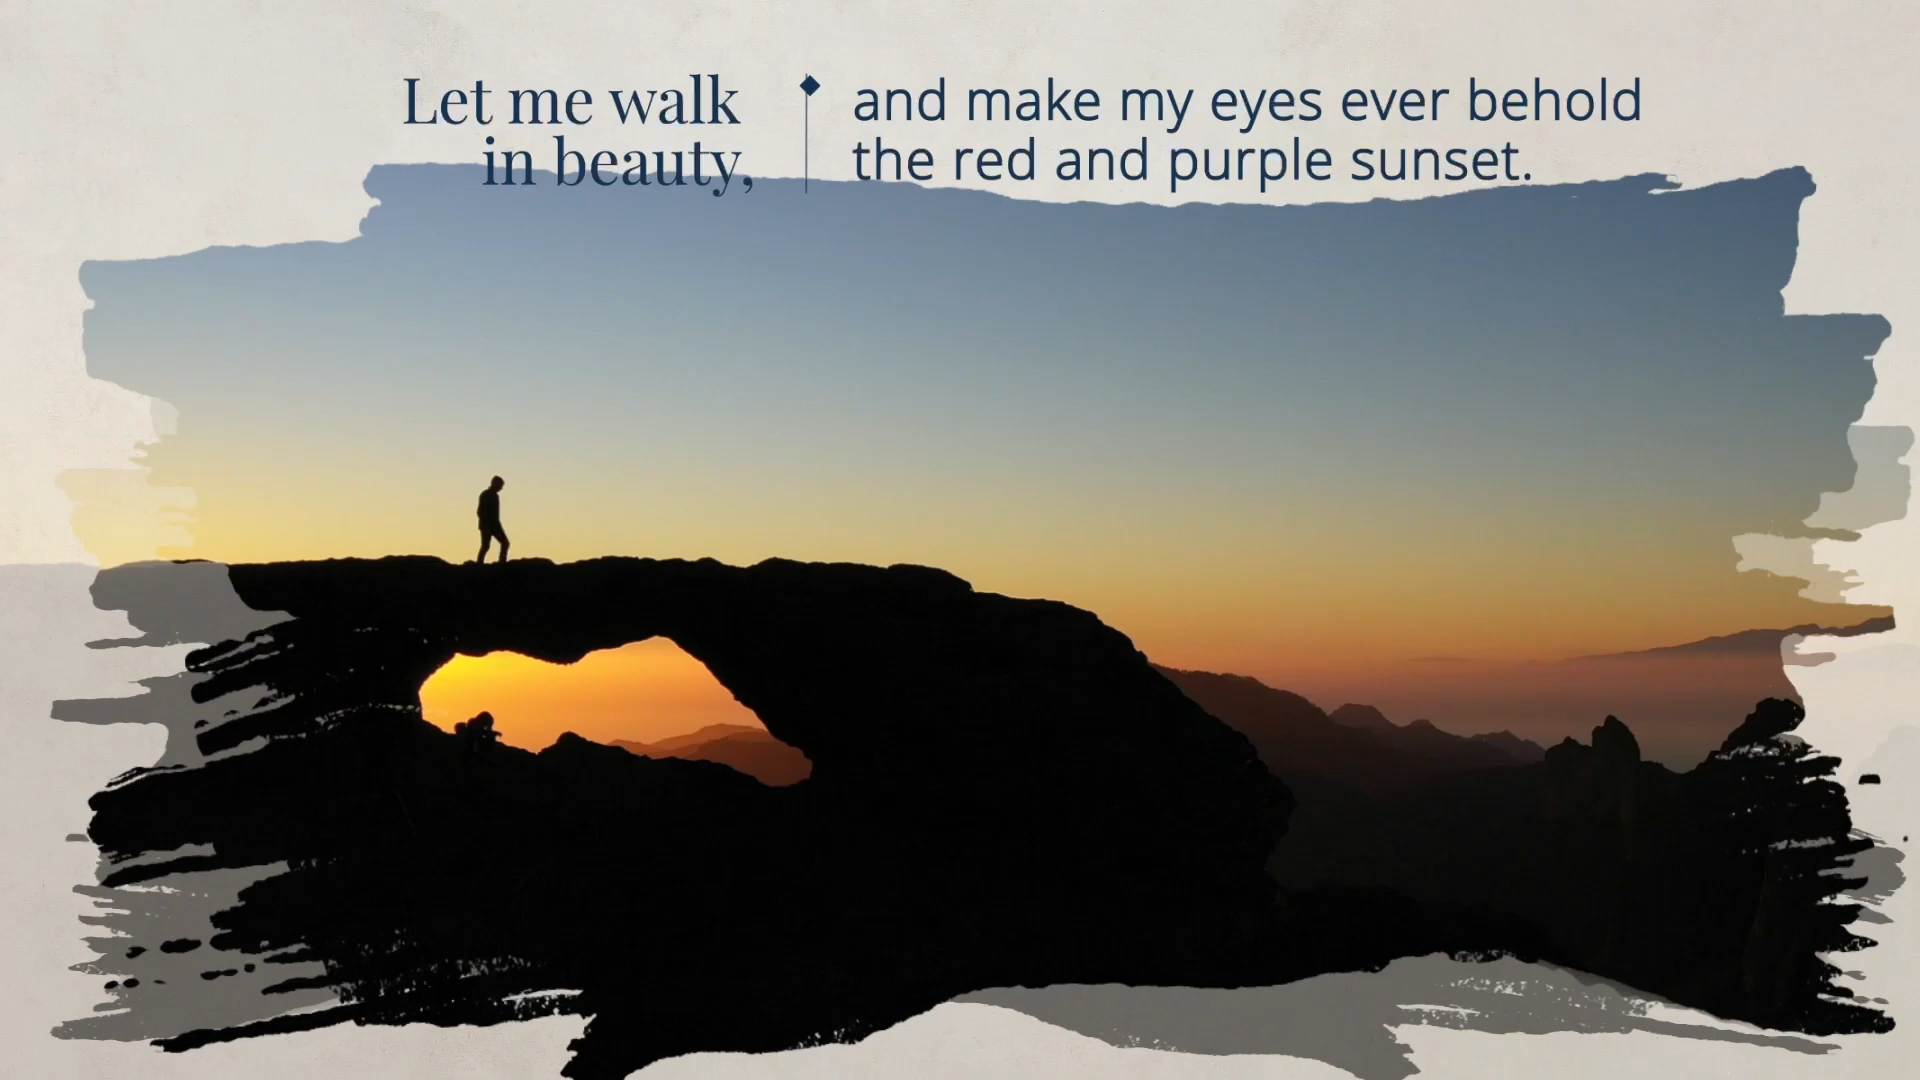 Let me walk
in beauty,
and make my eyes ever behold
the red and purple sunset.